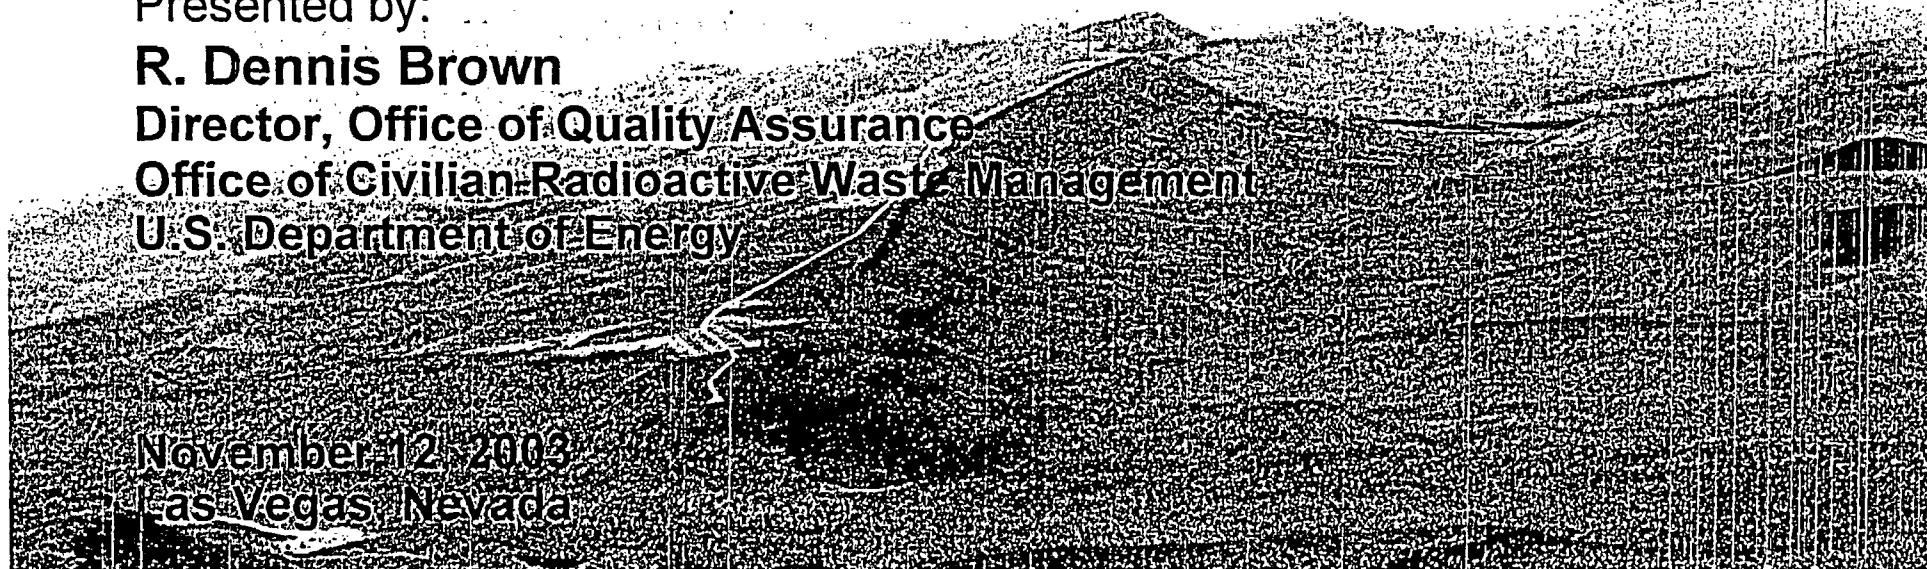 Presented by:
R. Dennis Brown
Director, Office of Quality Assurance
Office of Civilian Radioactive Waste Management
U.S. Department of Energy
November 12, 2003
Las Vegas, Nevada